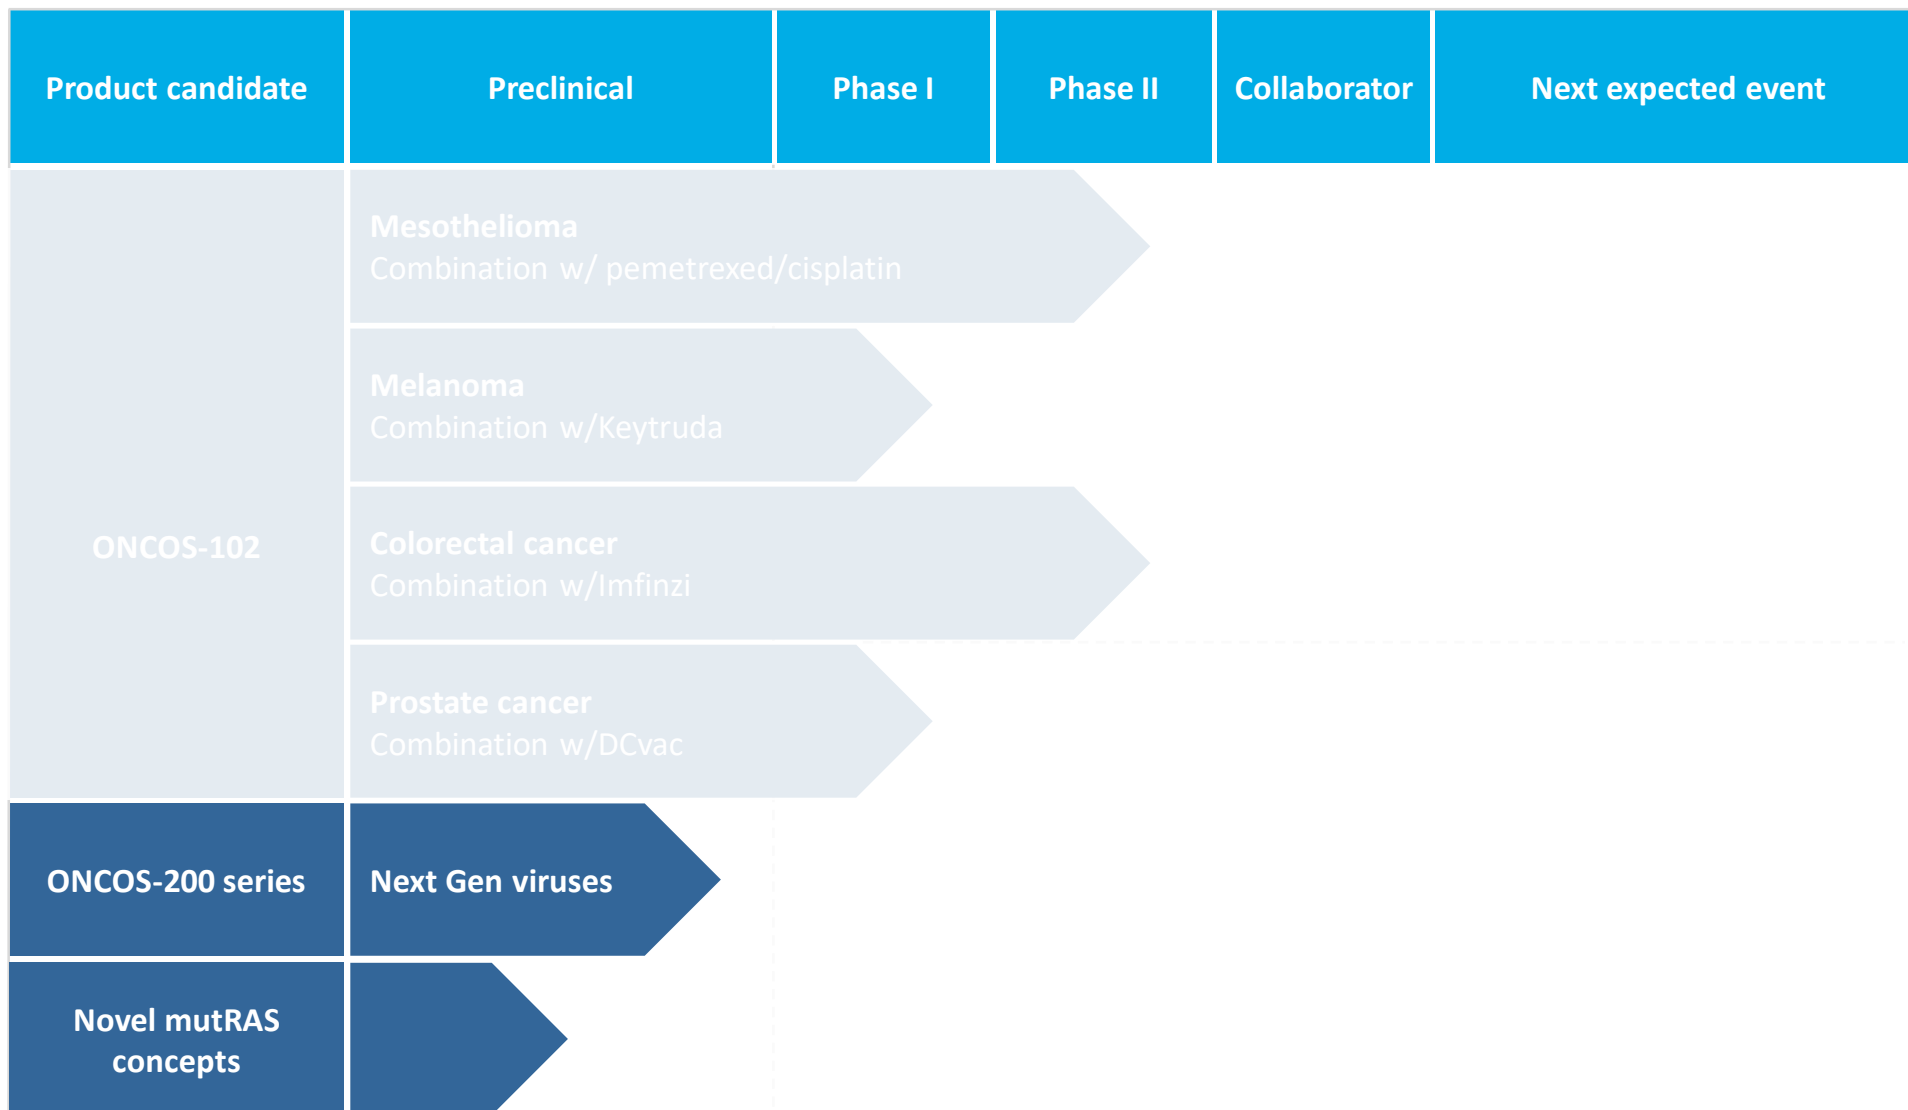 Product candidate
Preclinical
Phase I
Phase II
Collaborator
Next expected event
ONCOS-102
Mesothelioma
Combination w/ pemetrexed/cisplatin
Melanoma
Combination w/Keytruda
Colorectal cancer
Combination w/Imfinzi
Prostate cancer
Combination w/DCvac
ONCOS-200 series
Next Gen viruses
Novel mutRAS
concepts